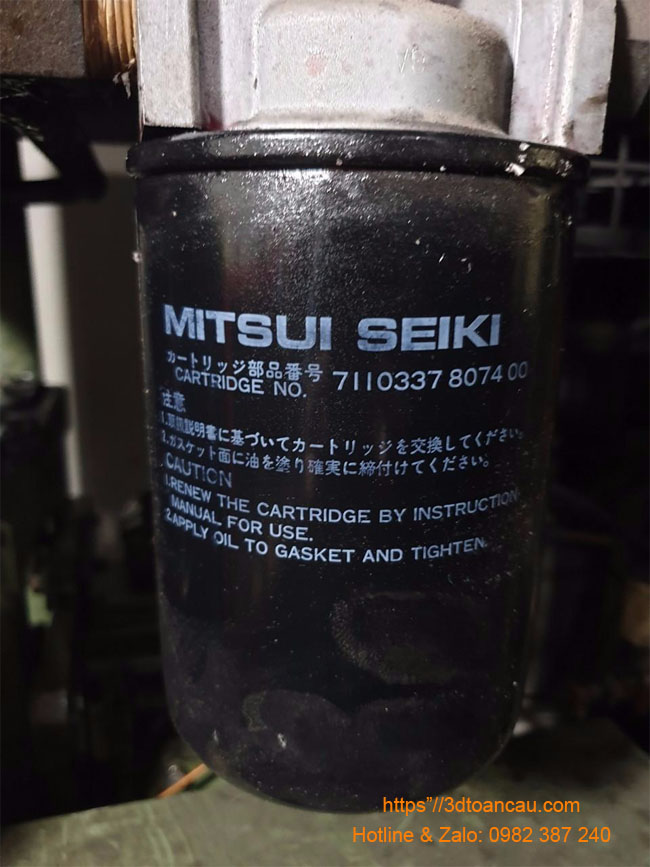 MITSUI SEIKI
カートリッジ部品番号 7110337 8074 00
CARTRIDGE NO.
注意
1.取扱説明書に基づいてカートリッジを交換してください。
2.ガスケット面に油を塗り確実に締付けてください。
CAUTION
1.RENEW THE CARTRIDGE BY INSTRUCTION
MANUAL FOR USE.
2.APPLY OIL TO GASKET AND TIGHTEN.
https"//3dtoancau.com
Hotline & Zalo: 0982 387 240